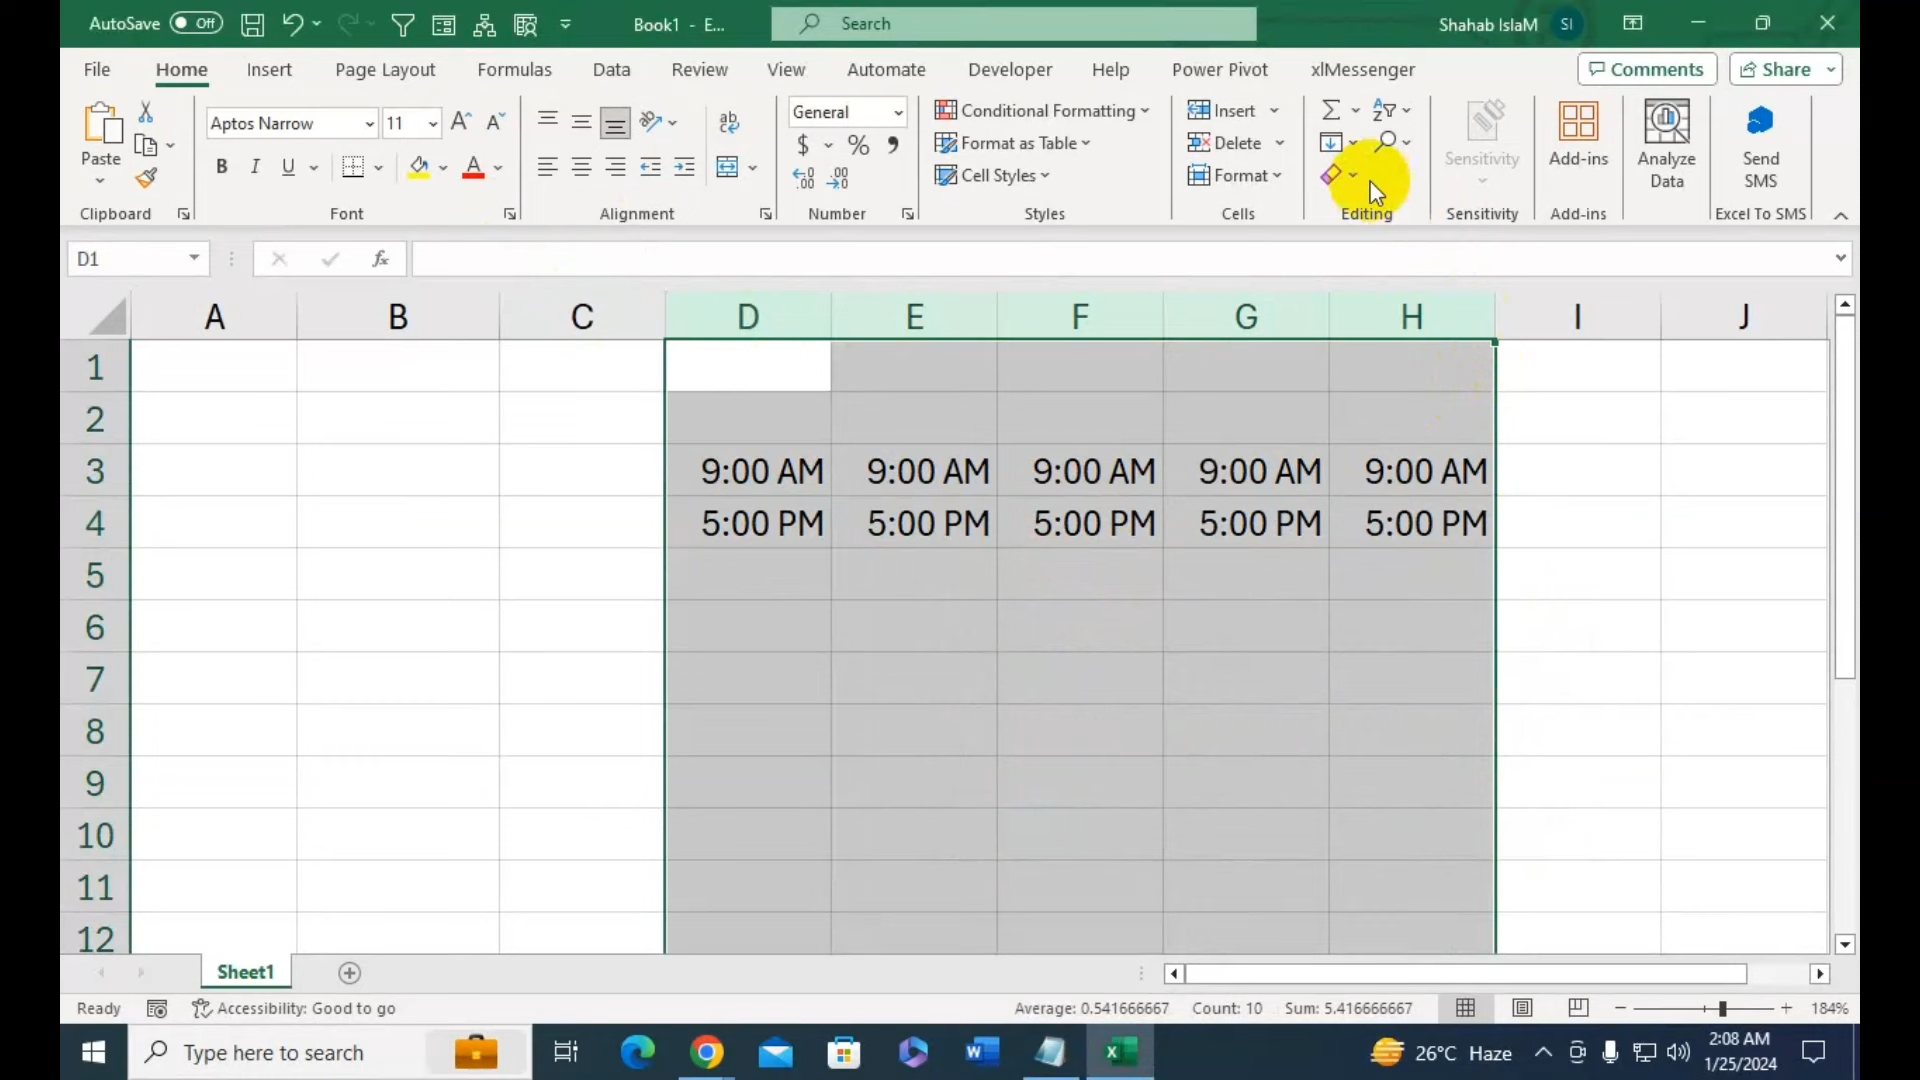 AutoSave Off Book1 - E... Search Shahab IslaM SI
File Home Insert Page Layout Formulas Data Review View Automate Developer Help Power Pivot xlMessenger Comments Share
Aptos Narrow 11 ab General Conditional Formatting Insert
Paste $ % Format as Table Delete Sensitivity Add-ins Analyze Data Send SMS
B I U A Cell Styles Format
Clipboard Font Alignment Number Styles Cells Editing Sensitivity Add-ins Excel To SMS
D1 fx
A B C D E F G H I J
1
2
3 9:00 AM 9:00 AM 9:00 AM 9:00 AM 9:00 AM
4 5:00 PM 5:00 PM 5:00 PM 5:00 PM 5:00 PM
5
6
7
8
9
10
11
12
Sheet1
Ready Accessibility: Good to go Average: 0.541666667 Count: 10 Sum: 5.416666667 184%
Type here to search 26°C Haze 2:08 AM
1/25/2024